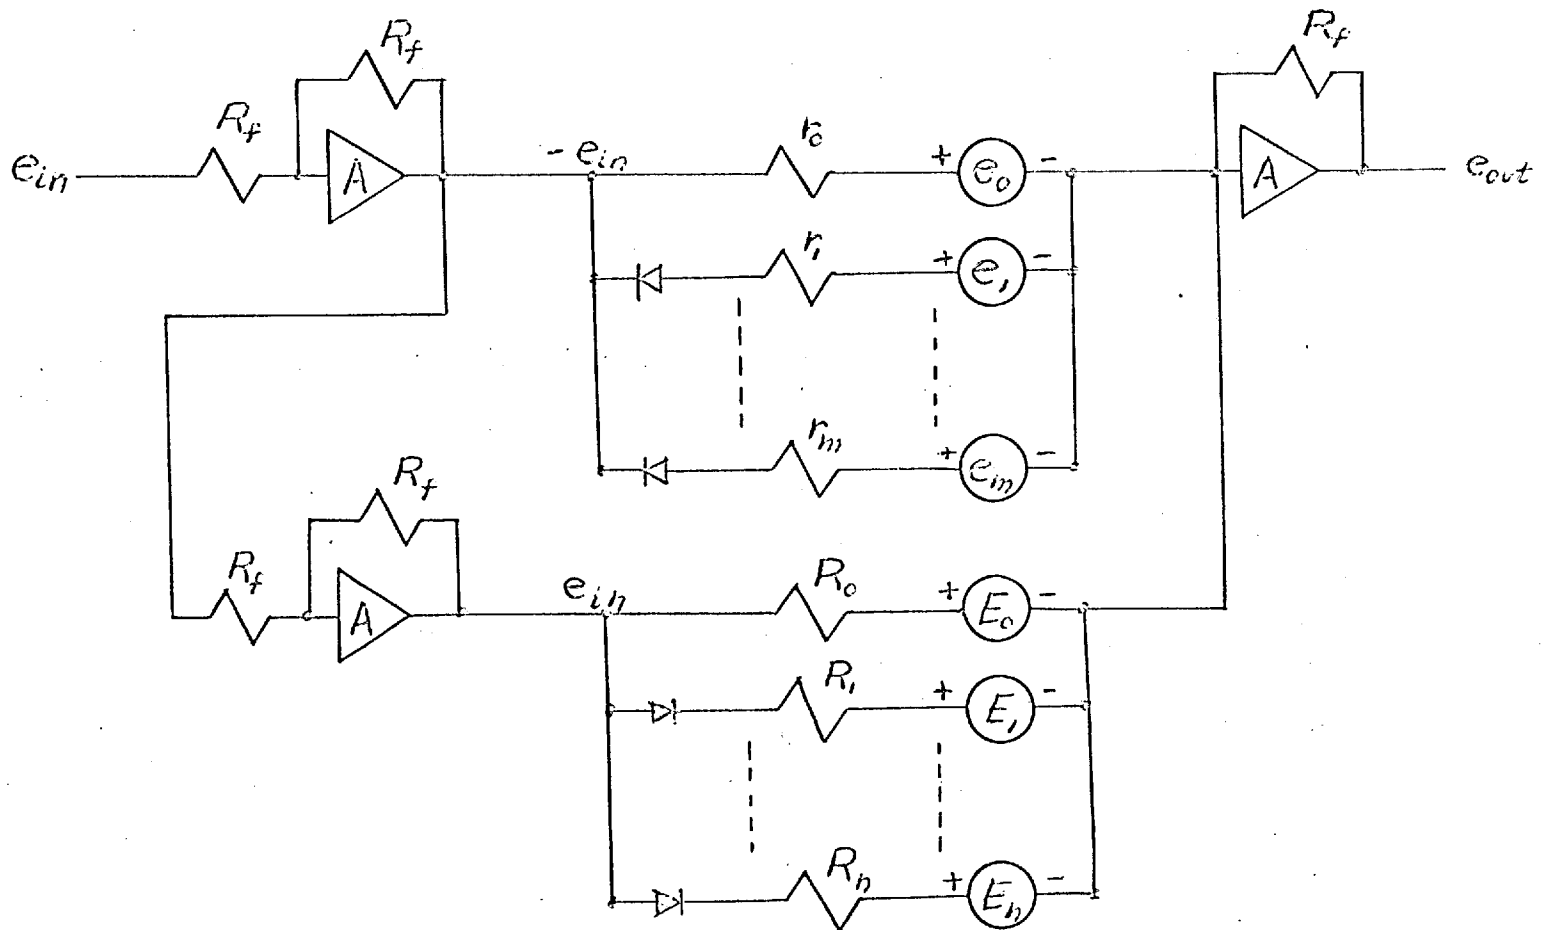 R_f
R_f
R_f
e_in
A
- e_in
r_0
+ e_0 -
A
e_out
r_1
+ e_1 -
r_m
+ e_m -
R_f
R_f
A
e_in
R_0
+ E_0 -
R_1
+ E_1 -
R_n
+ E_n -